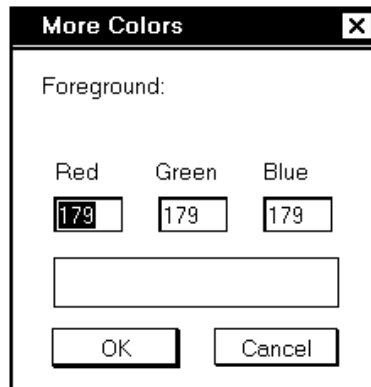 More Colors
Foreground:
Red Green Blue
179 179 179
OK Cancel